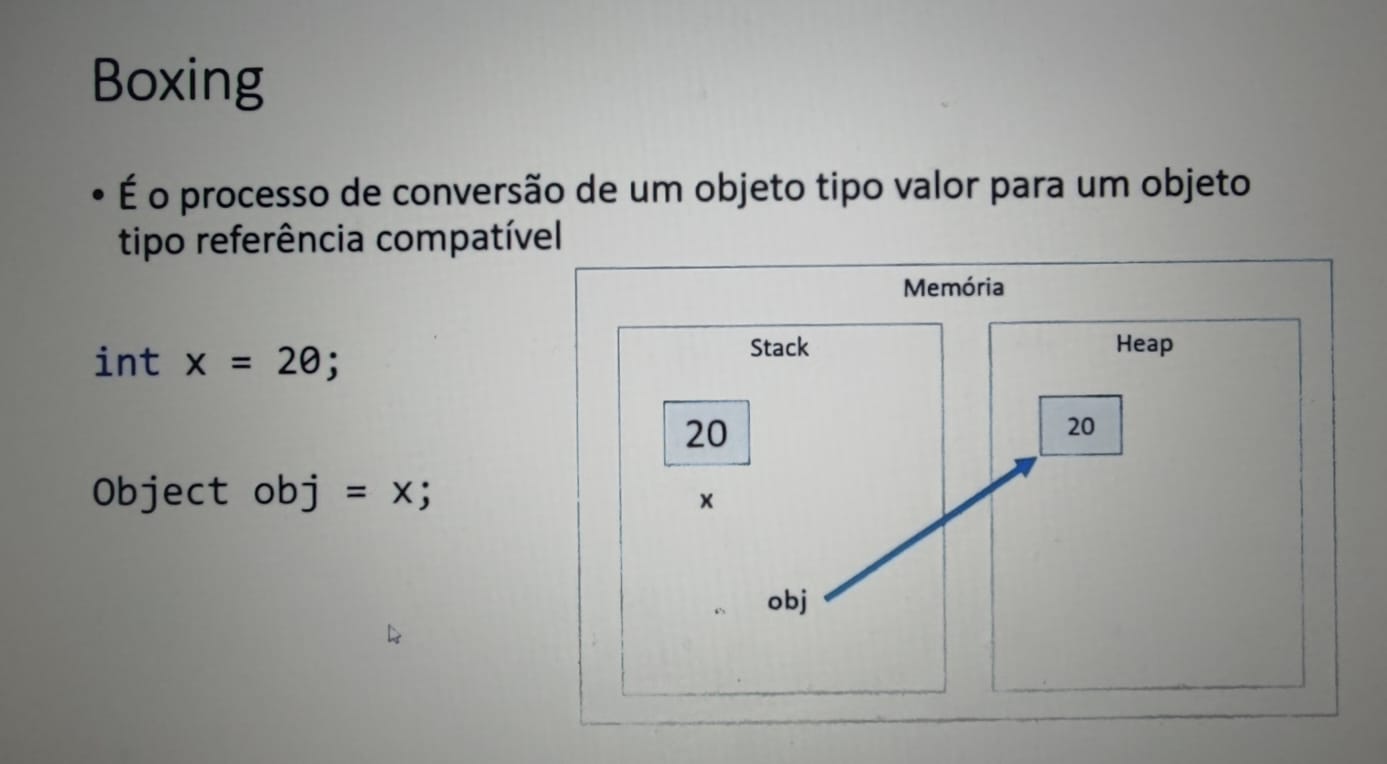 Boxing
• É o processo de conversão de um objeto tipo valor para um objeto
tipo referência compatível
Memória
int x = 20;
Object obj = x;
Stack
20
x
obj
Heap
20